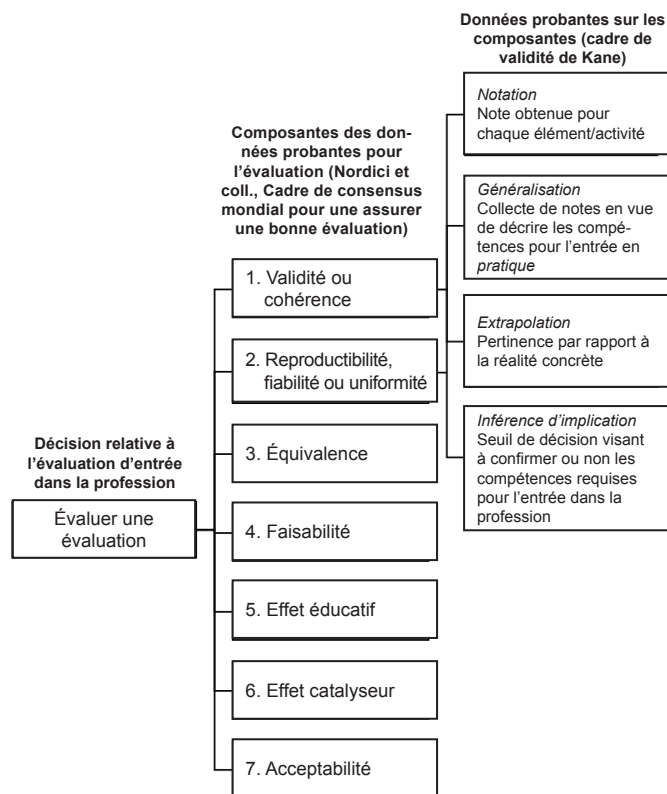 Données probantes sur les
composantes (cadre de
validité de Kane)
Notation
Note obtenue pour
chaque élément/activité
Composantes des don-
nées probantes pour
l'évaluation (Nordici et
coll., Cadre de consensus
mondial pour une assurer
une bonne évaluation)
Généralisation
Collecte de notes en vue
de décrire les compé-
tences pour l'entrée en
pratique
1. Validité ou
cohérence
Extrapolation
Pertinence par rapport à
la réalité concrète
2. Reproductibilité,
fiabilité ou uniformité
Inférence d'implication
Seuil de décision visant
à confirmer ou non les
compétences requises
pour l'entrée dans la
profession
Décision relative à
l'évaluation d'entrée
dans la profession
Évaluer une
évaluation
3. Équivalence
4. Faisabilité
5. Effet éducatif
6. Effet catalyseur
7. Acceptabilité